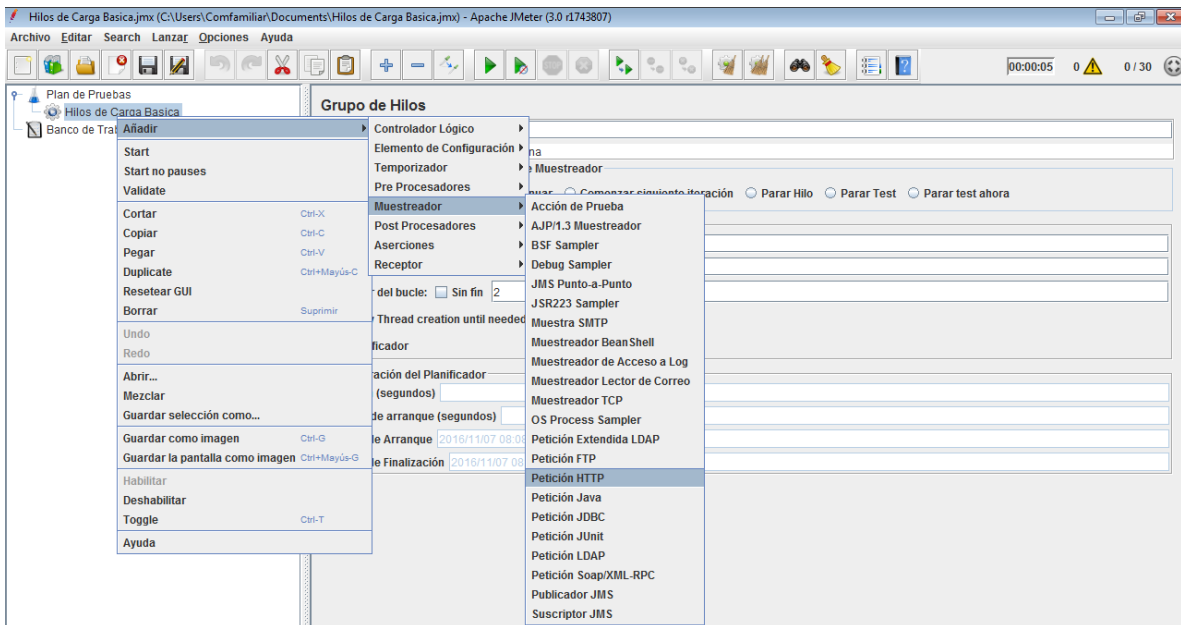 Hilos de Carga Basica.jmx (C:\Users\Comfamiliar\Documents\Hilos de Carga Basica.jmx) - Apache JMeter (3.0 r1743807)
Archivo Editar Search Lanzar Opciones Ayuda
00:00:05 0 0 / 30
Plan de Pruebas
Hilos de Carga Basica
Banco de Tra
Grupo de Hilos
na
e Muestreador
nuar Comenzar siguiente iteración Parar Hilo Parar Test Parar test ahora
del bucle: Sin fin 2
Thread creation until needed
ficador
ación del Planificador
(segundos)
de arranque (segundos)
de Arranque 2016/11/07 08:08
de Finalización 2016/11/07 08
Añadir
Start
Start no pauses
Validate
Cortar Ctrl-X
Copiar Ctrl-C
Pegar Ctrl-V
Duplicate Ctrl+Mayús-C
Resetear GUI
Borrar Suprimir
Undo
Redo
Abrir...
Mezclar
Guardar selección como...
Guardar como imagen Ctrl-G
Guardar la pantalla como imagen Ctrl+Mayús-G
Habilitar
Deshabilitar
Toggle Ctrl-T
Ayuda
Controlador Lógico
Elemento de Configuración
Temporizador
Pre Procesadores
Muestreador
Post Procesadores
Aserciones
Receptor
Acción de Prueba
AJP/1.3 Muestreador
BSF Sampler
Debug Sampler
JMS Punto-a-Punto
JSR223 Sampler
Muestra SMTP
Muestreador BeanShell
Muestreador de Acceso a Log
Muestreador Lector de Correo
Muestreador TCP
OS Process Sampler
Petición Extendida LDAP
Petición FTP
Petición HTTP
Petición Java
Petición JDBC
Petición JUnit
Petición LDAP
Petición Soap/XML-RPC
Publicador JMS
Suscriptor JMS